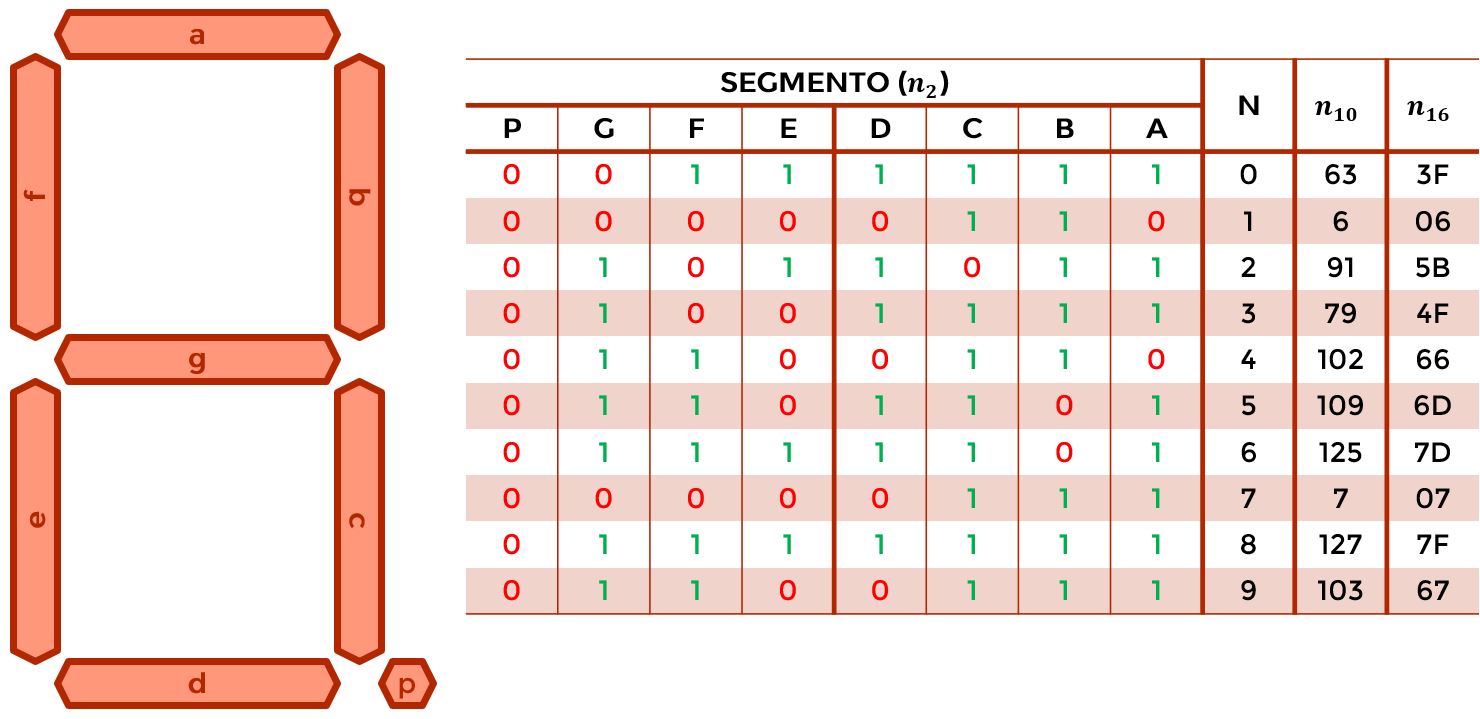 a
f
b
g
e
c
d
p
SEGMENTO (n₂) N n₁₀ n₁₆
P G F E D C B A
0 0 1 1 1 1 1 1 0 63 3F
0 0 0 0 0 1 1 0 1 6 06
0 1 0 1 1 0 1 1 2 91 5B
0 1 0 0 1 1 1 1 3 79 4F
0 1 1 0 0 1 1 0 4 102 66
0 1 1 0 1 1 0 1 5 109 6D
0 1 1 1 1 1 0 1 6 125 7D
0 0 0 0 0 1 1 1 7 7 07
0 1 1 1 1 1 1 1 8 127 7F
0 1 1 0 0 1 1 1 9 103 67